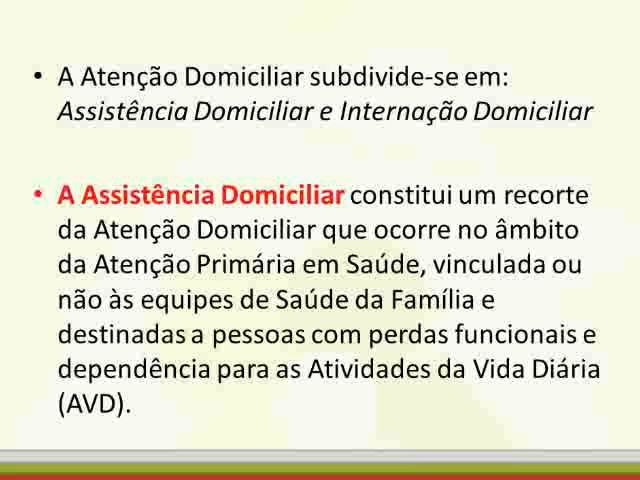 • A Atenção Domiciliar subdivide-se em:
Assistência Domiciliar e Internação Domiciliar
• A Assistência Domiciliar constitui um recorte
da Atenção Domiciliar que ocorre no âmbito
da Atenção Primária em Saúde, vinculada ou
não às equipes de Saúde da Família e
destinadas a pessoas com perdas funcionais e
dependência para as Atividades da Vida Diária
(AVD).